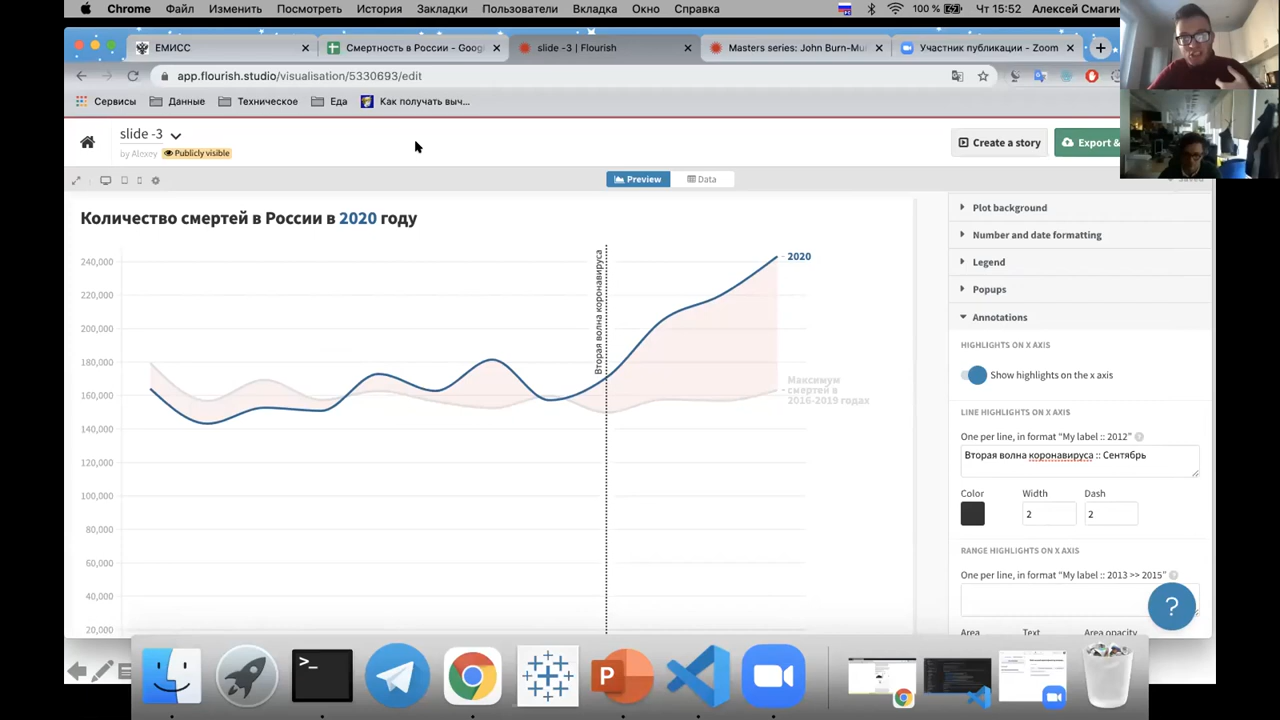 Chrome Файл Изменить Посмотреть История Закладки Пользователи Вкладка Окно Справка 100 % Чт 15:52 Алексей Смагин
ЕМИСС Смертность в России - Goog slide -3 | Flourish Masters series: John Burn-Mu Участник публикации - Zoom
app.flourish.studio/visualisation/5330693/edit
Сервисы Данные Техническое Еда Как получать выч...
slide -3
by Alexey Publicly visible
Create a story Export &
Preview Data
Количество смертей в России в 2020 году
240,000
220,000
200,000
180,000
160,000
140,000
120,000
100,000
80,000
60,000
40,000
20,000
Вторая волна коронавируса
2020
Максимум
смертей в
2016-2019 годах
Plot background
Number and date formatting
Legend
Popups
Annotations
HIGHLIGHTS ON X AXIS
Show highlights on the x axis
LINE HIGHLIGHTS ON X AXIS
One per line, in format “My label :: 2012” ?
Вторая волна коронавируса :: Сентябрь
Color Width Dash
2 2
RANGE HIGHLIGHTS ON X AXIS
One per line, in format “My label :: 2013 >> 2015” ?
Area Text Area opacity
?
>_
P